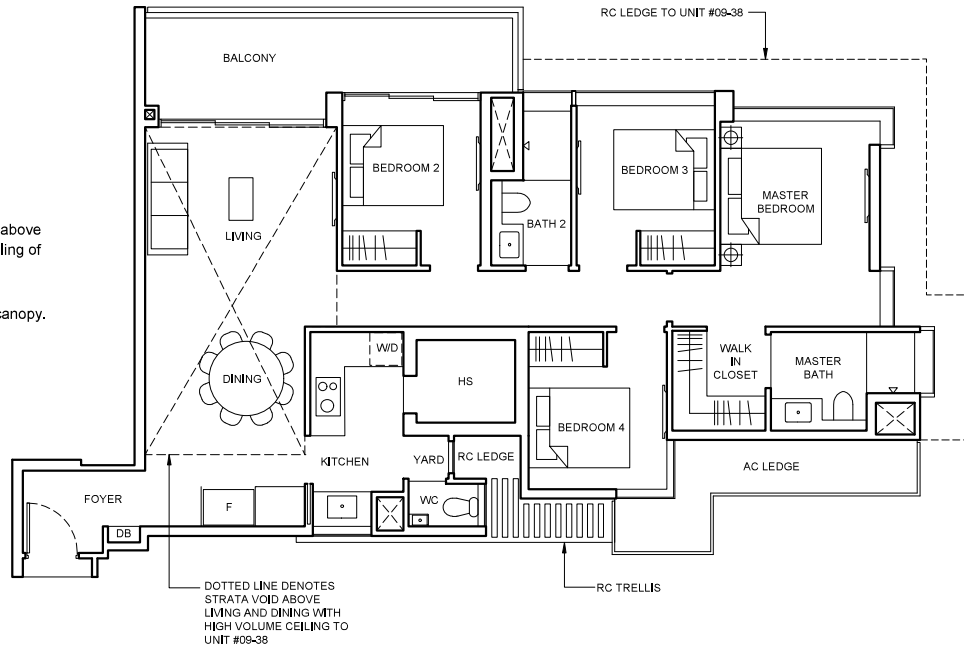 RC LEDGE TO UNIT #09-38
BALCONY
BEDROOM 2
BEDROOM 3
MASTER
BEDROOM
BATH 2
above
ling of
LIVING
canopy.
W/D
HS
WALK
IN
CLOSET
MASTER
BATH
DINING
BEDROOM 4
KITCHEN
YARD
RC LEDGE
AC LEDGE
FOYER
F
WC
DB
DOTTED LINE DENOTES
STRATA VOID ABOVE
LIVING AND DINING WITH
HIGH VOLUME CEILING TO
UNIT #09-38
RC TRELLIS